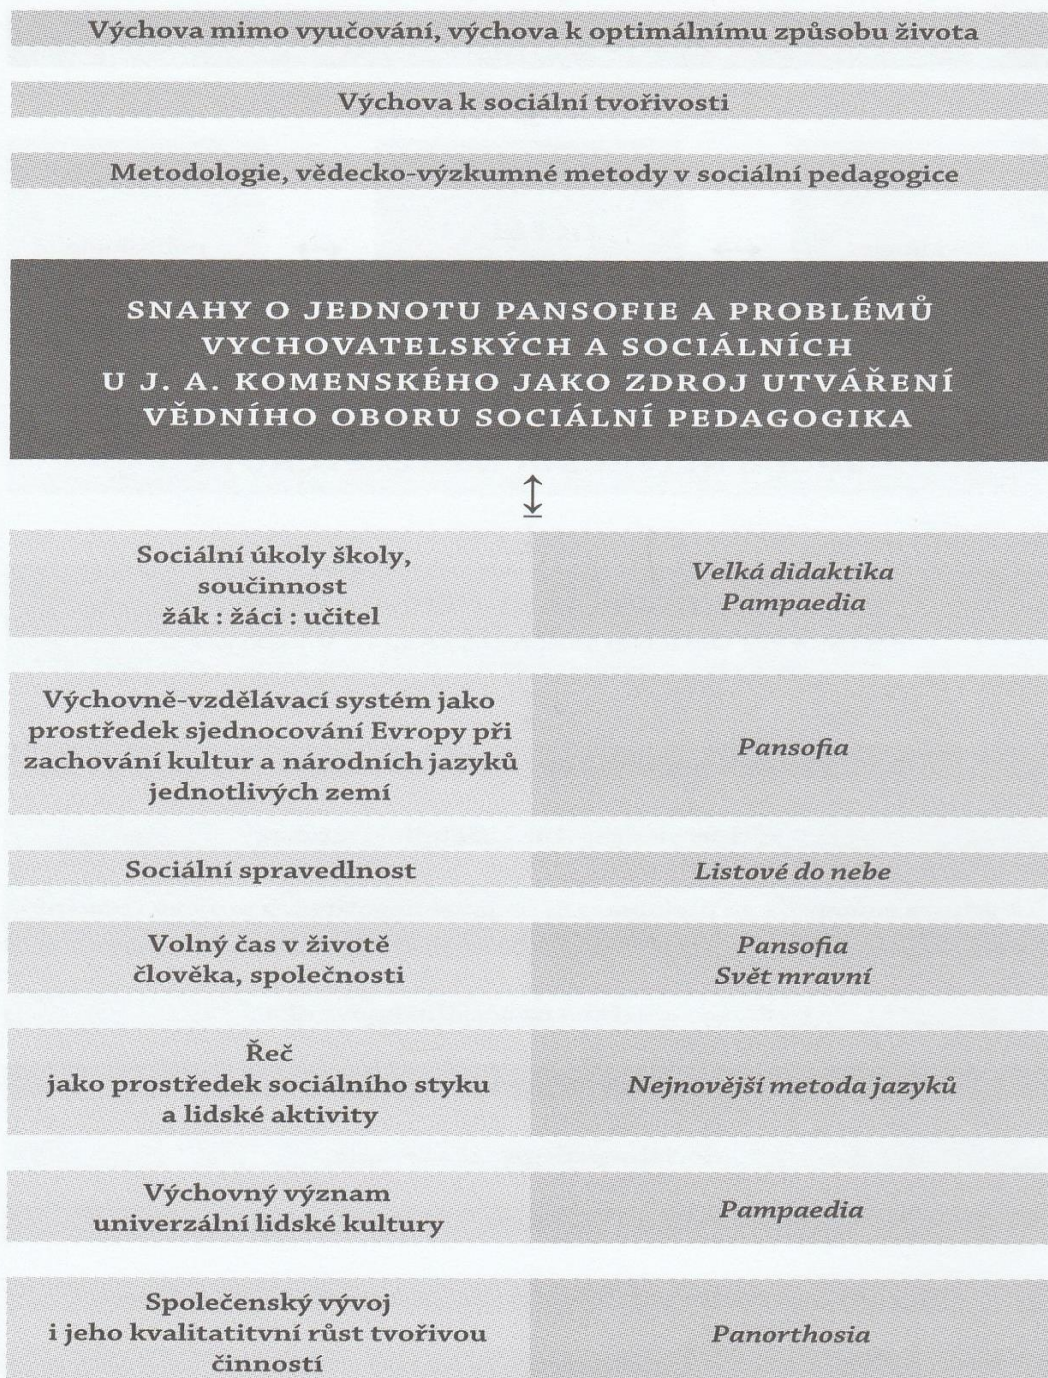 Výchova mimo vyučování, výchova k optimálnímu způsobu života
Výchova k sociální tvořivosti
Metodologie, vědecko-výzkumné metody v sociální pedagogice
SNAHY O JEDNOTU PANSOFIE A PROBLÉMŮ
VYCHOVATELSKÝCH A SOCIÁLNÍCH
U J. A. KOMENSKÉHO JAKO ZDROJ UTVÁŘENÍ
VĚDNÍHO OBORU SOCIÁLNÍ PEDAGOGIKA
Sociální úkoly školy,
součinnost
žák : žáci : učitel
Velká didaktika
Pampaedia
Výchovně-vzdělávací systém jako
prostředek sjednocování Evropy při
zachování kultur a národních jazyků
jednotlivých zemí
Pansofia
Sociální spravedlnost
Listové do nebe
Volný čas v životě
člověka, společnosti
Pansofia
Svět mravní
Řeč
jako prostředek sociálního styku
a lidské aktivity
Nejnovější metoda jazyků
Výchovný význam
univerzální lidské kultury
Pampaedia
Společenský vývoj
i jeho kvalitatitvní růst tvořivou
činností
Panorthosia